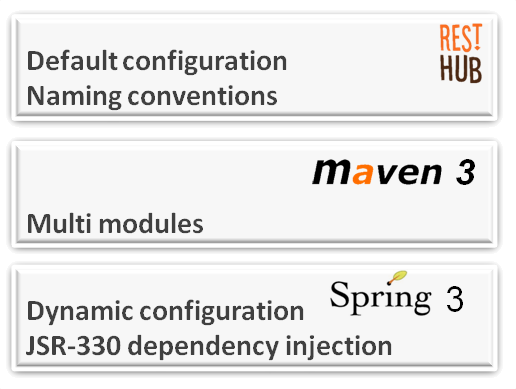 REST!
HUB
Default configuration
Naming conventions
maven 3
Multi modules
Spring 3
Dynamic configuration
JSR-330 dependency injection